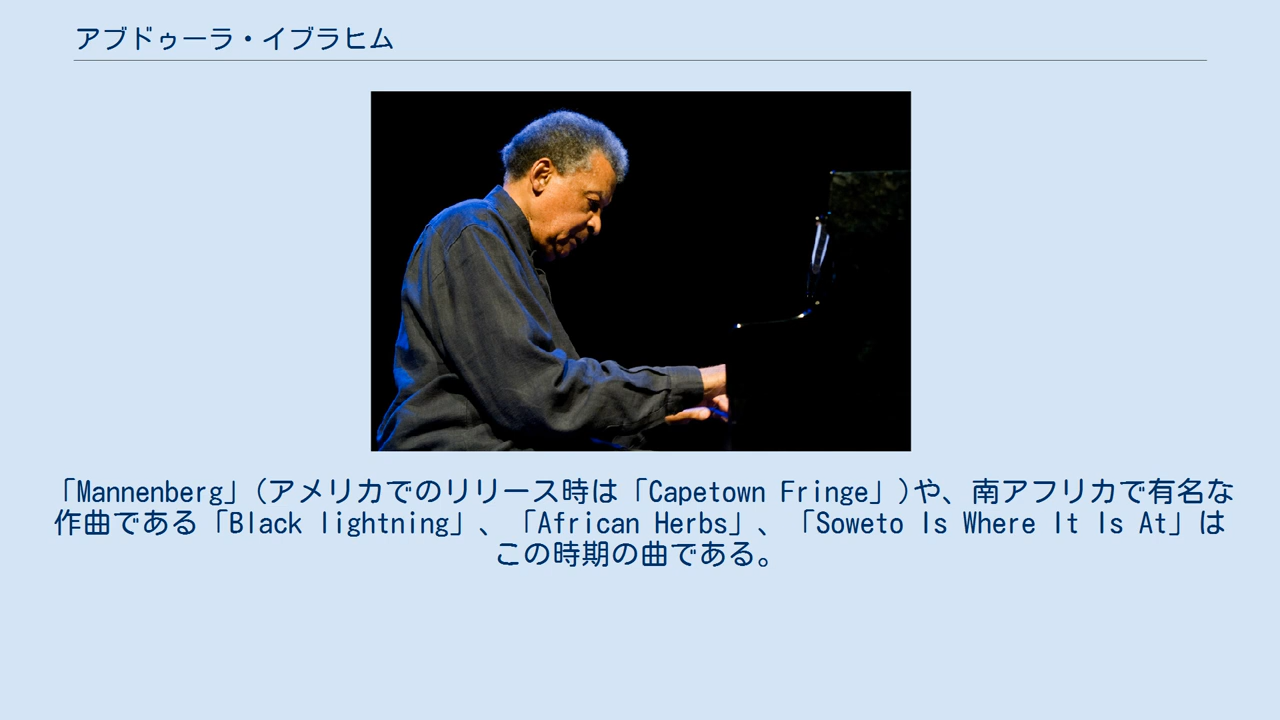 アブドゥーラ・イブラヒム
「Mannenberg」(アメリカでのリリース時は「Capetown Fringe」)や、南アフリカで有名な
作曲である「Black lightning」、「African Herbs」、「Soweto Is Where It Is At」は
この時期の曲である。